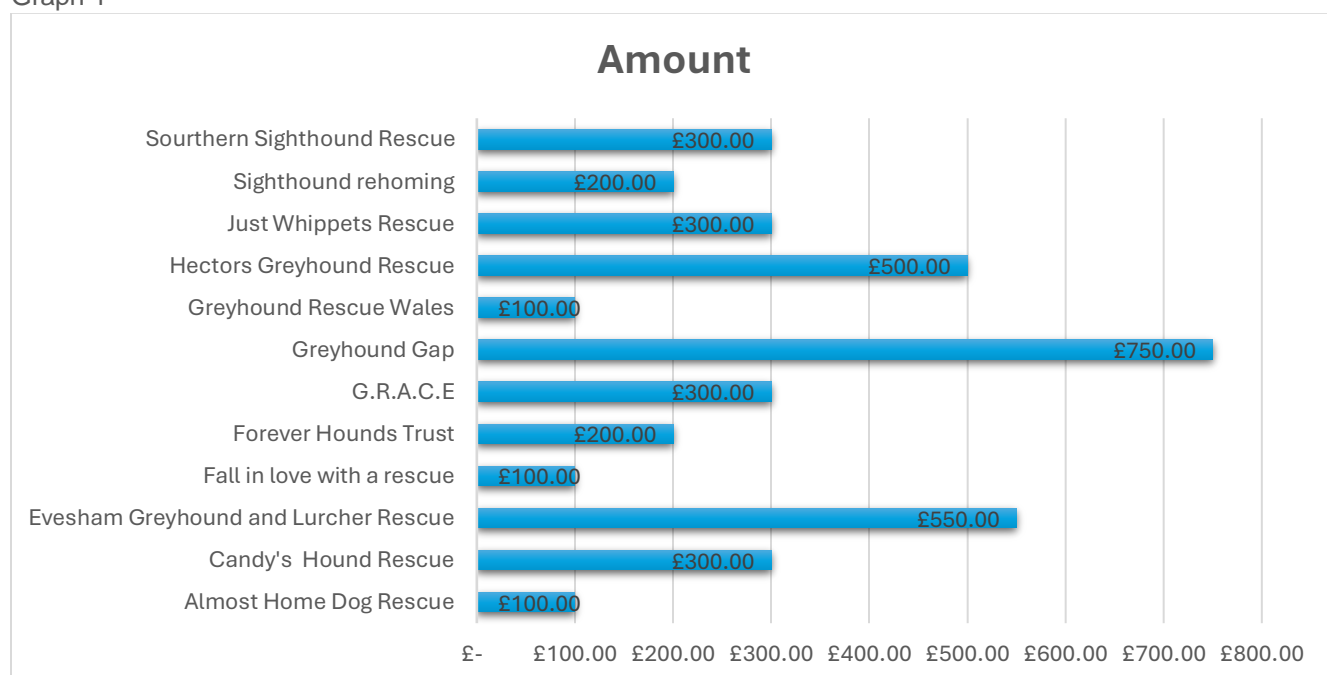 Amount
Sourthern Sighthound Rescue £300.00
Sighthound rehoming £200.00
Just Whippets Rescue £300.00
Hectors Greyhound Rescue £500.00
Greyhound Rescue Wales £100.00
Greyhound Gap £750.00
G.R.A.C.E £300.00
Forever Hounds Trust £200.00
Fall in love with a rescue £100.00
Evesham Greyhound and Lurcher Rescue £550.00
Candy's  Hound Rescue £300.00
Almost Home Dog Rescue £100.00
£- £100.00 £200.00 £300.00 £400.00 £500.00 £600.00 £700.00 £800.00